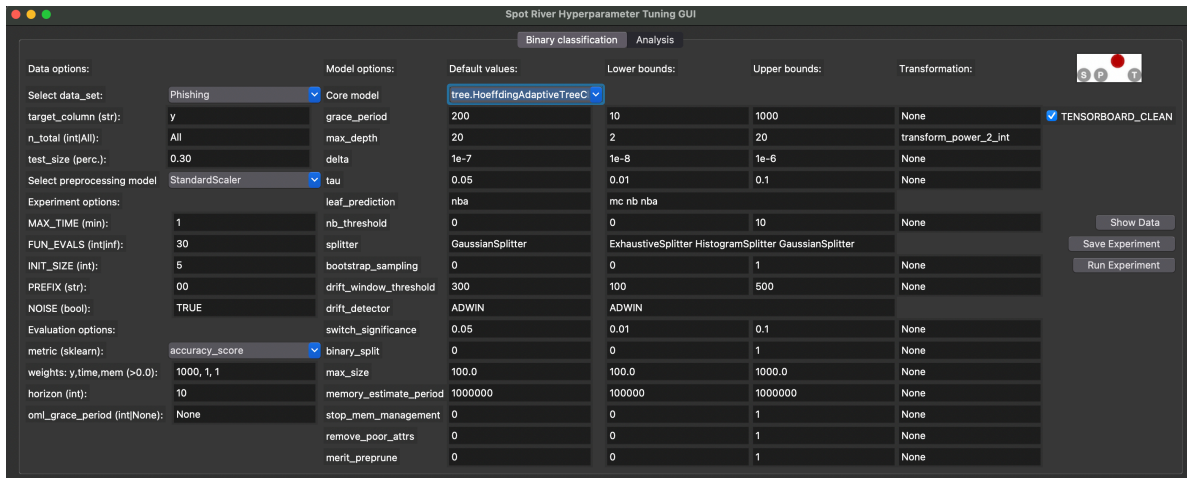 Spot River Hyperparameter Tuning GUI
Binary classification Analysis
Data options: Model options: Default values: Lower bounds: Upper bounds: Transformation: S P T
Select data_set: Phishing Core model tree.HoeffdingAdaptiveTreeC
target_column (str): y grace_period 200 10 1000 None TENSORBOARD_CLEAN
n_total (int|All): All max_depth 20 2 20 transform_power_2_int
test_size (perc.): 0.30 delta 1e-7 1e-8 1e-6 None
Select preprocessing model StandardScaler tau 0.05 0.01 0.1 None
Experiment options: leaf_prediction nba mc nb nba
MAX_TIME (min): 1 nb_threshold 0 0 10 None Show Data
FUN_EVALS (int|inf): 30 splitter GaussianSplitter ExhaustiveSplitter HistogramSplitter GaussianSplitter Save Experiment
INIT_SIZE (int): 5 bootstrap_sampling 0 0 1 None Run Experiment
PREFIX (str): 00 drift_window_threshold 300 100 500 None
NOISE (bool): TRUE drift_detector ADWIN ADWIN
Evaluation options: switch_significance 0.05 0.01 0.1 None
metric (sklearn): accuracy_score binary_split 0 0 1 None
weights: y,time,mem (>0.0): 1000, 1, 1 max_size 100.0 100.0 1000.0 None
horizon (int): 10 memory_estimate_period 1000000 100000 1000000 None
oml_grace_period (int|None): None stop_mem_management 0 0 1 None
remove_poor_attrs 0 0 1 None
merit_preprune 0 0 1 None